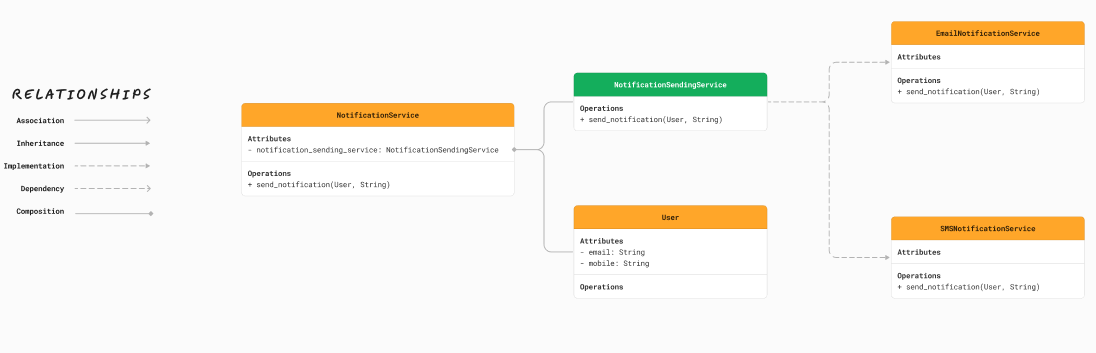 RELATIONSHIPS
Association
Inheritance
Implementation
Dependency
Composition
NotificationService
Attributes
- notification_sending_service: NotificationSendingService
Operations
+ send_notification(User, String)
NotificationSendingService
Operations
+ send_notification(User, String)
User
Attributes
- email: String
- mobile: String
Operations
EmailNotificationService
Attributes
Operations
+ send_notification(User, String)
SMSNotificationService
Attributes
Operations
+ send_notification(User, String)